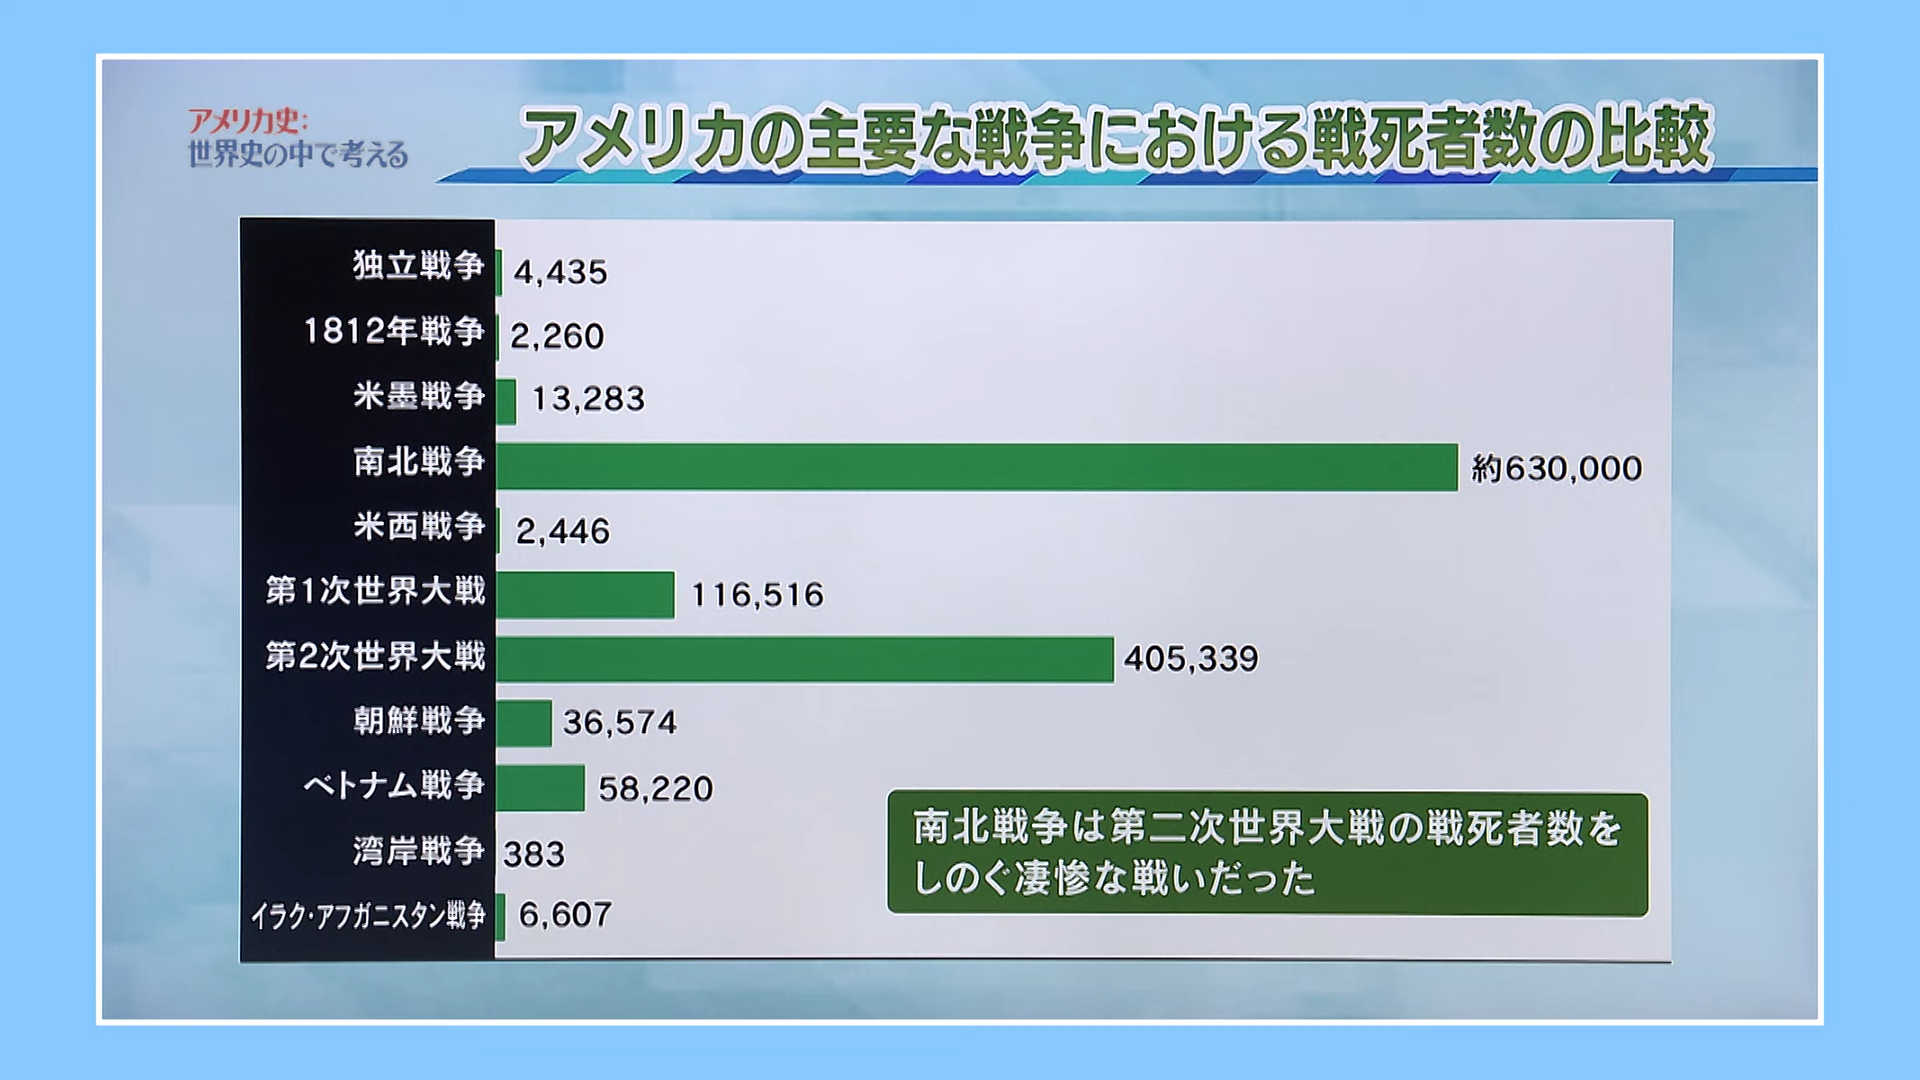 アメリカ史:
世界史の中で考える
アメリカの主要な戦争における戦死者数の比較
独立戦争 4,435
1812年戦争 2,260
米墨戦争 13,283
南北戦争 約630,000
米西戦争 2,446
第1次世界大戦 116,516
第2次世界大戦 405,339
朝鮮戦争 36,574
ベトナム戦争 58,220
湾岸戦争 383
イラク・アフガニスタン戦争 6,607
南北戦争は第二次世界大戦の戦死者数を
しのぐ凄惨な戦いだった